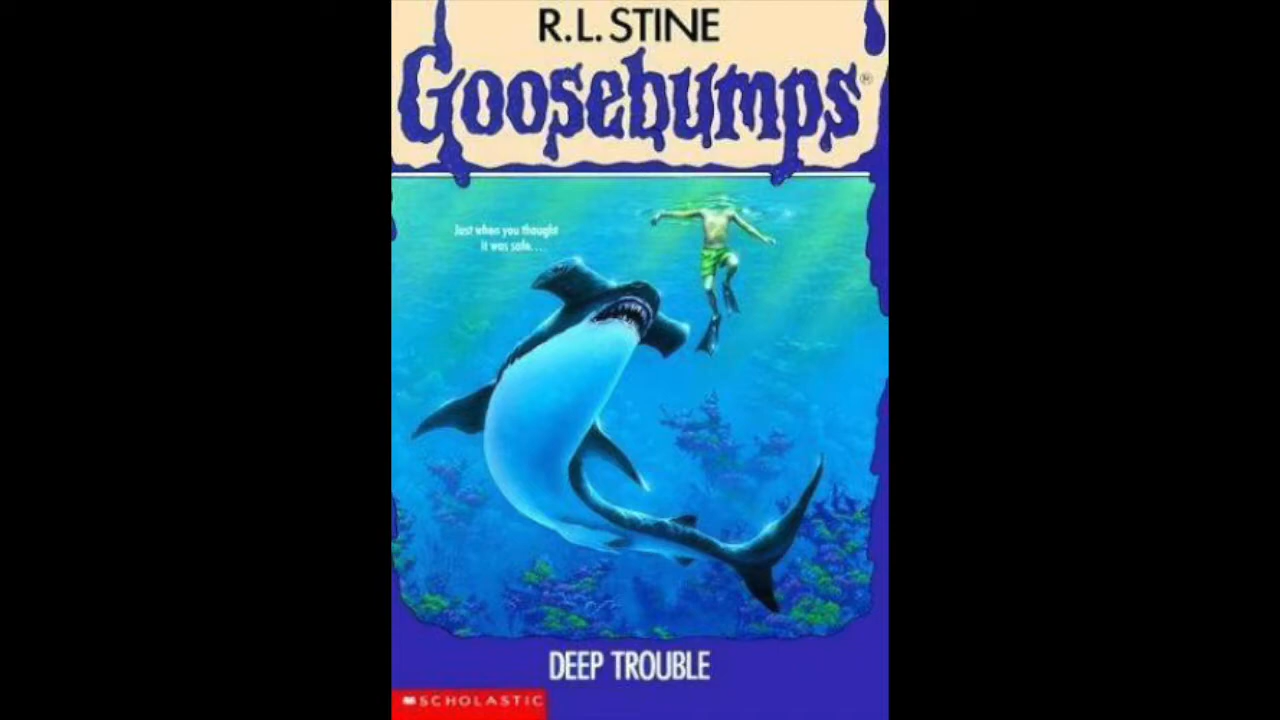 R.L. STINE
Goosebumps®
Just when you thought
it was safe....
DEEP TROUBLE
SCHOLASTIC